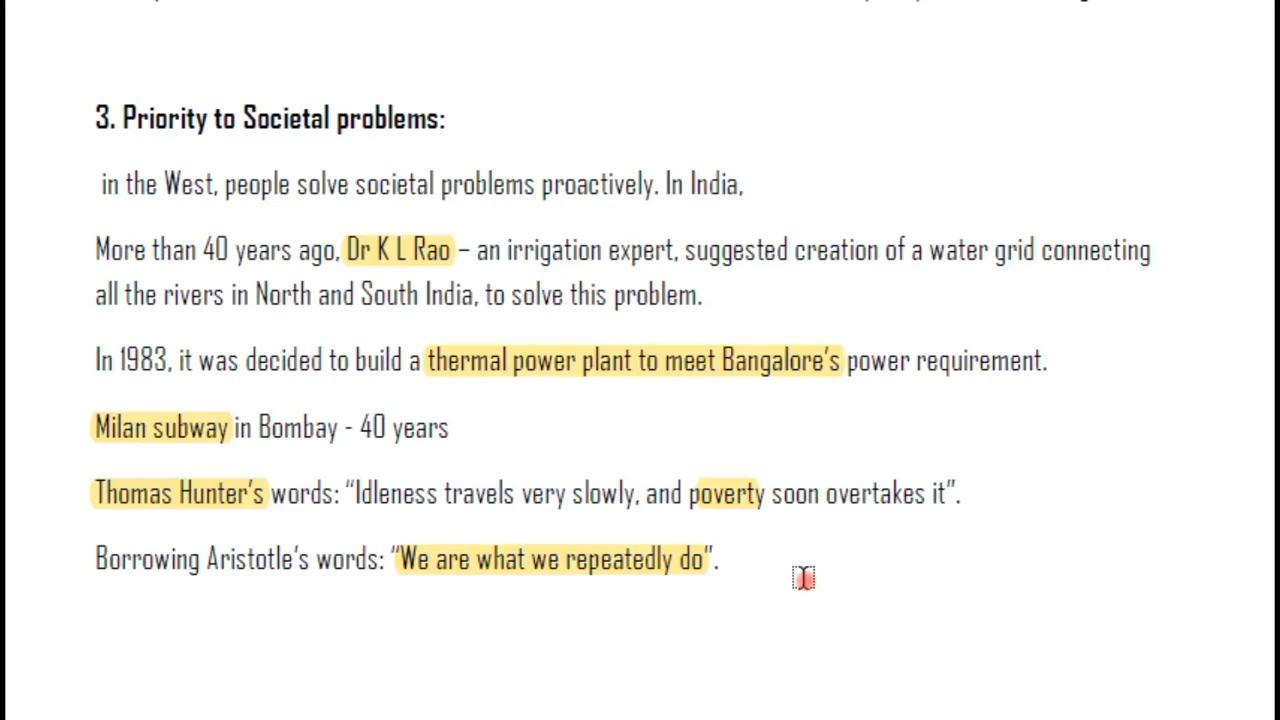 3. Priority to Societal problems:
in the West, people solve societal problems proactively. In India,
More than 40 years ago, Dr K L Rao – an irrigation expert, suggested creation of a water grid connecting
all the rivers in North and South India, to solve this problem.
In 1983, it was decided to build a thermal power plant to meet Bangalore's power requirement.
Milan subway in Bombay - 40 years
Thomas Hunter's words: “Idleness travels very slowly, and poverty soon overtakes it”.
Borrowing Aristotle's words: “We are what we repeatedly do”.